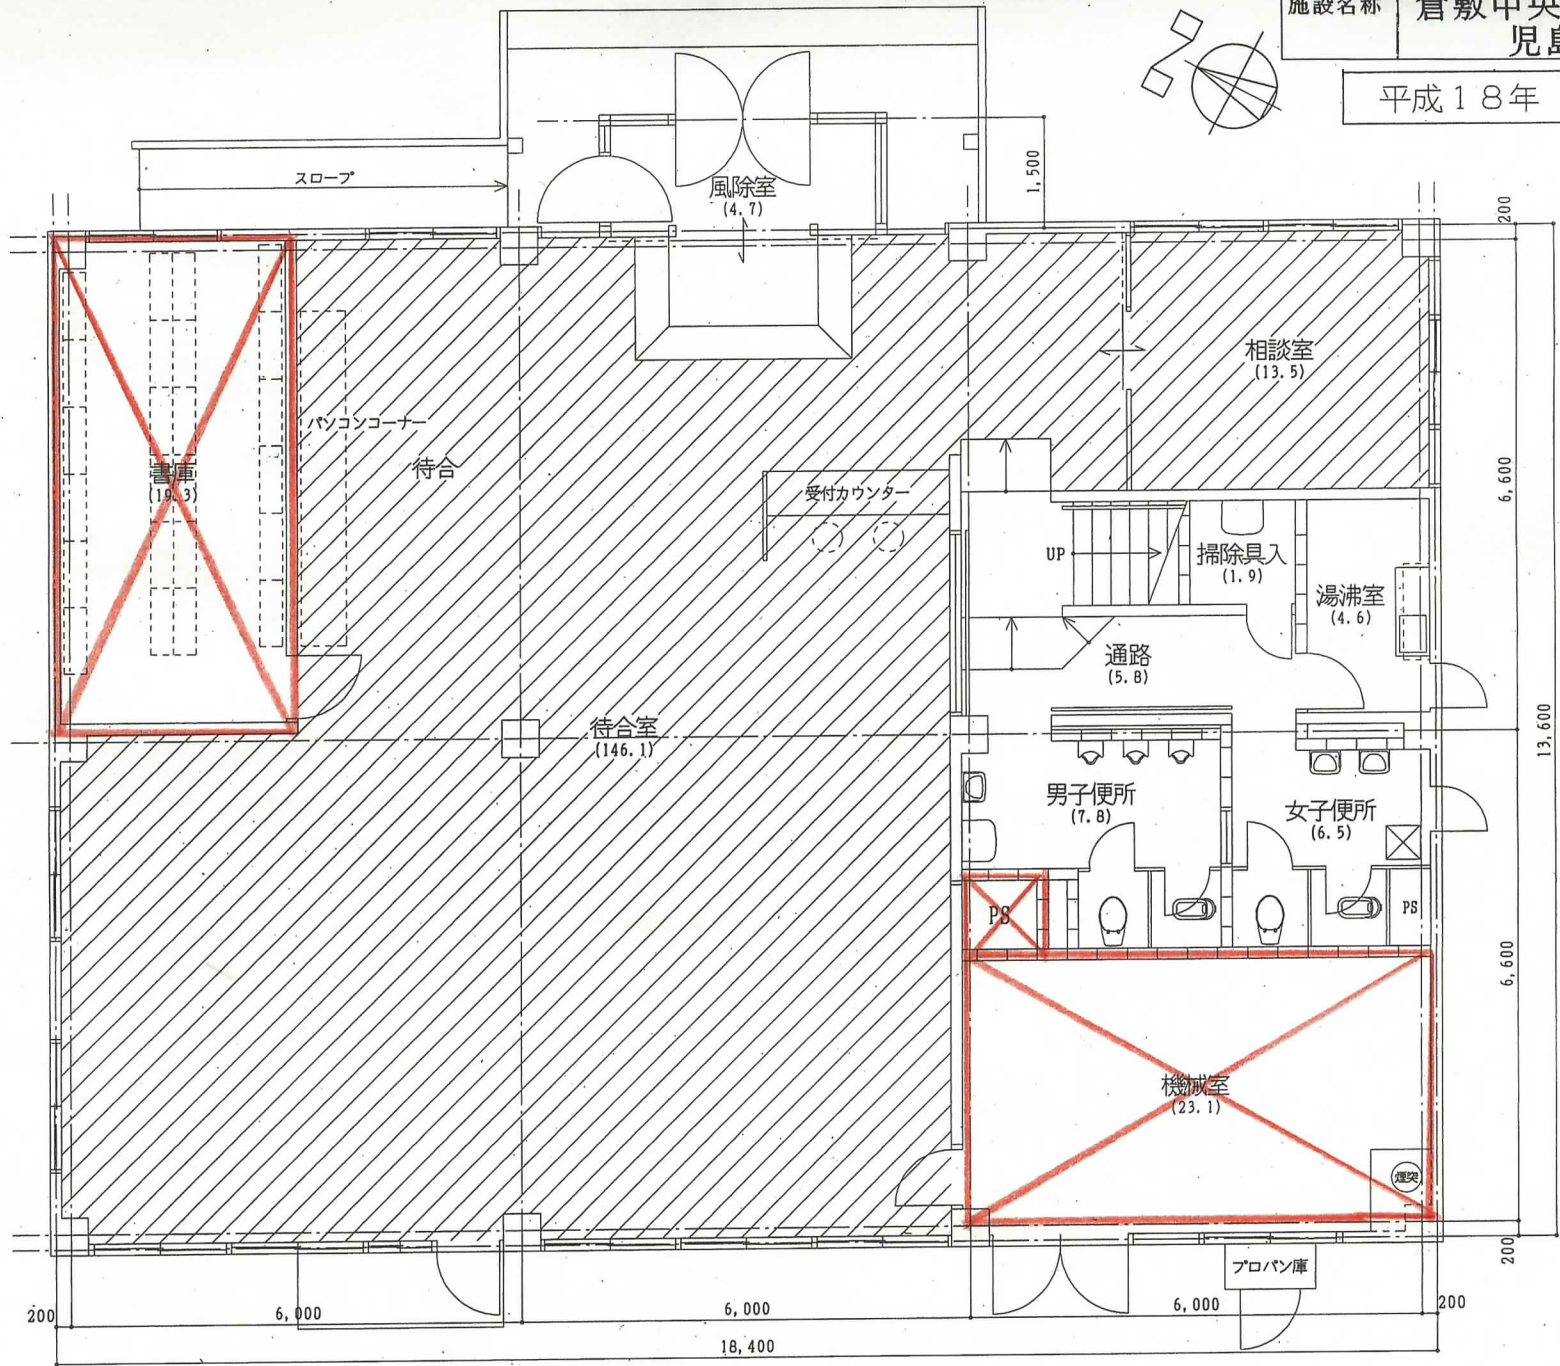 施設名称
倉敷中央
児島
平成18年
スロープ
風除室
(4.7)
1,500
200
相談室
(13.5)
パソコンコーナー
待合
書庫
(19.3)
受付カウンター
6,600
UP
掃除具入
(1.9)
湯沸室
(4.6)
通路
(5.8)
待合室
(146.1)
13,600
男子便所
(7.8)
女子便所
(6.5)
PS
PS
6,600
機械室
(23.1)
煙突
プロパン庫
200
200
6,000
6,000
6,000
200
18,400